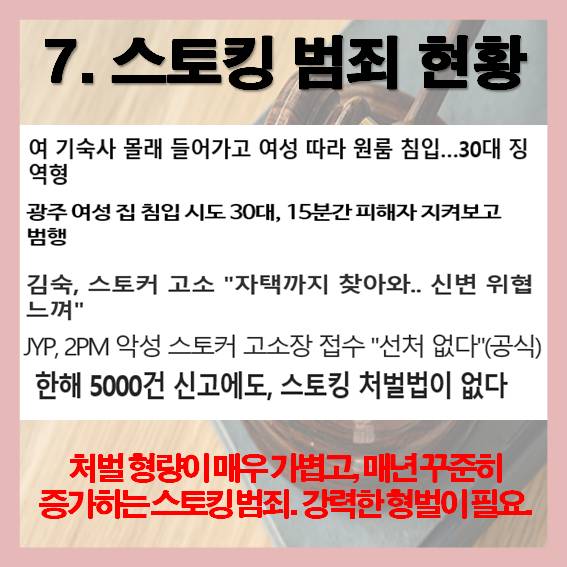 7. 스토킹 범죄 현황
여 기숙사 몰래 들어가고 여성 따라 원룸 침입...30대 징
역형
광주 여성 집 침입 시도 30대, 15분간 피해자 지켜보고
범행
김숙, 스토커 고소 "자택까지 찾아와.. 신변 위협
느껴"
JYP, 2PM 악성 스토커 고소장 접수 "선처 없다"(공식)
한해 5000건 신고에도, 스토킹 처벌법이 없다
처벌 형량이 매우 가볍고, 매년 꾸준히
증가하는 스토킹 범죄. 강력한 형벌이 필요.